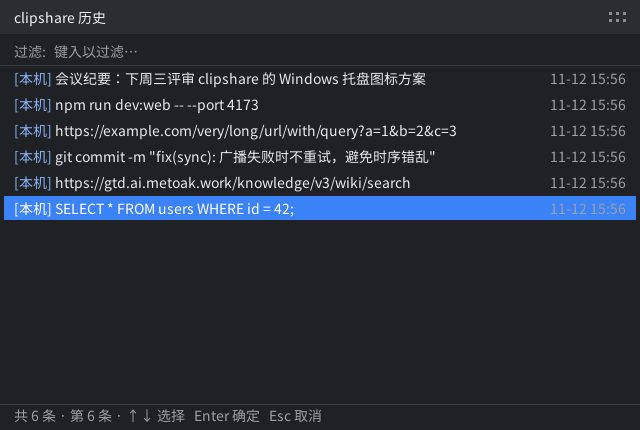 clipshare 历史
过滤: 键入以过滤…
[本机] 会议纪要：下周三评审 clipshare 的 Windows 托盘图标方案 11-12 15:56
[本机] npm run dev:web -- --port 4173 11-12 15:56
[本机] https://example.com/very/long/url/with/query?a=1&b=2&c=3 11-12 15:56
[本机] git commit -m "fix(sync): 广播失败时不重试，避免时序错乱" 11-12 15:56
[本机] https://gtd.ai.metoak.work/knowledge/v3/wiki/search 11-12 15:56
[本机] SELECT * FROM users WHERE id = 42; 11-12 15:56
共 6 条 · 第 6 条 · ↑↓ 选择 Enter 确定 Esc 取消